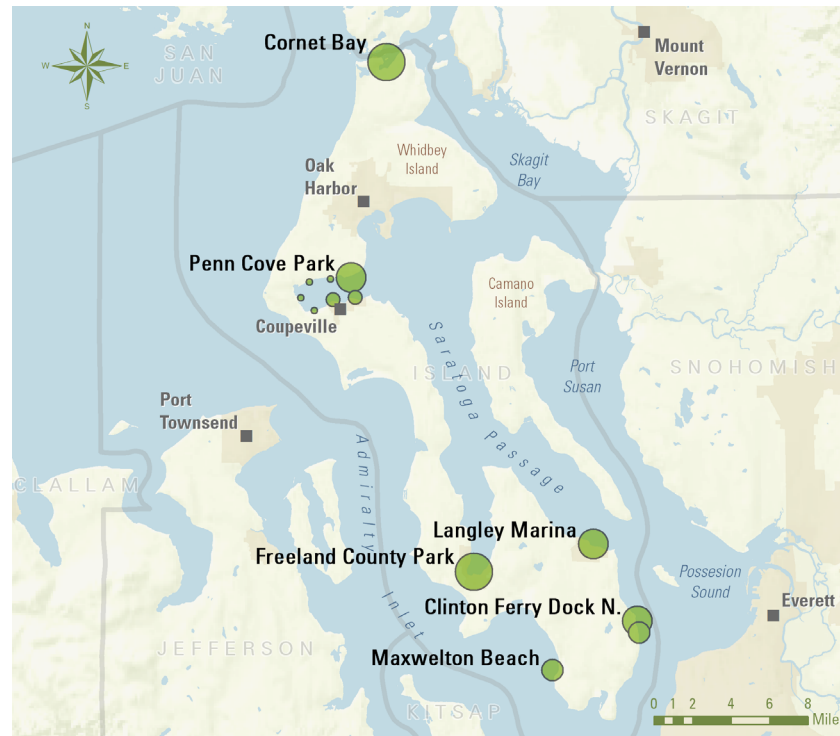 N
W
E
S
SAN
JUAN
Cornet Bay
Mount
Vernon
SKAGIT
Whidbey
Island
Skagit
Bay
Oak
Harbor
Penn Cove Park
Coupeville
Camano
Island
Saratoga Passage
ISLAND
Port
Susan
SNOHOMISH
Port
Townsend
Admiralty
Inlet
CLALLAM
Langley Marina
Freeland County Park
Possesion
Sound
Clinton Ferry Dock N.
Everett
JEFFERSON
Maxwelton Beach
KITSAP
0 1 2 4 6 8
Mile